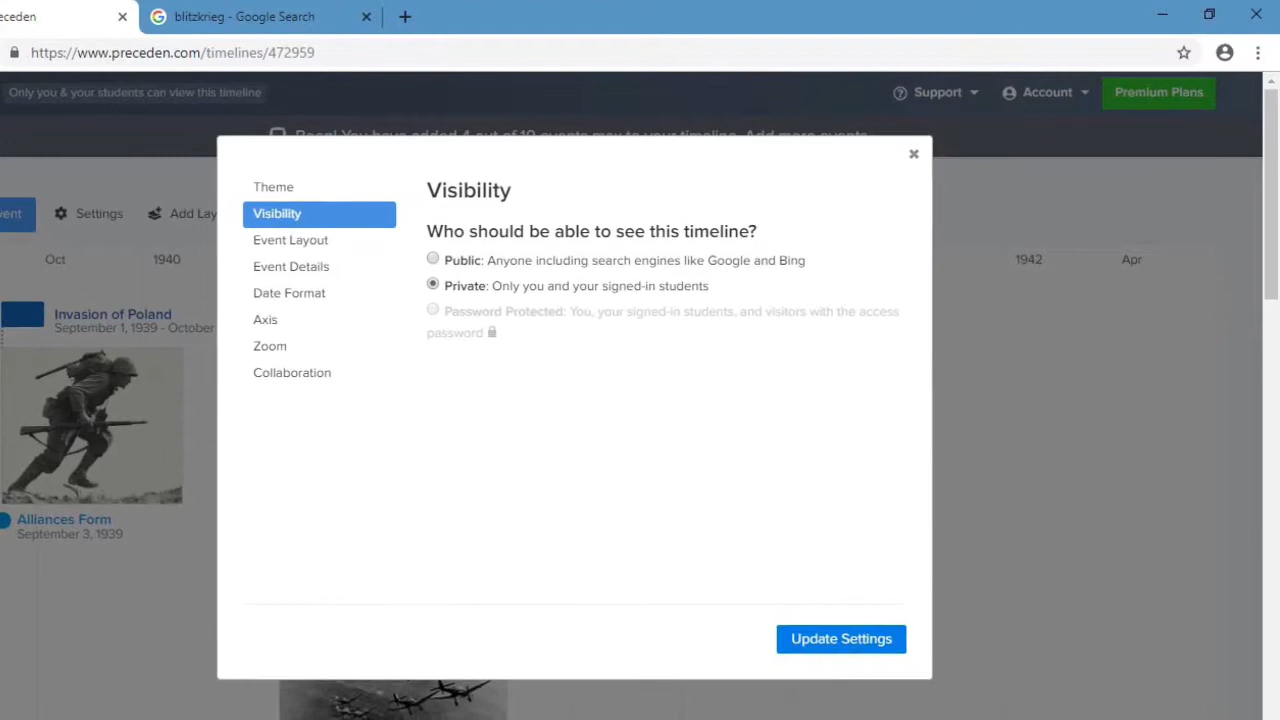 eceden
blitzkrieg - Google Search
https://www.preceden.com/timelines/472959
Only you & your students can view this timeline
Support
Account
Premium Plans
You have added 4 out of 10 events max to your timeline. Add more events
Theme
Visibility
Event Layout
Event Details
Date Format
Axis
Zoom
Collaboration
Visibility
Who should be able to see this timeline?
Public: Anyone including search engines like Google and Bing
Private: Only you and your signed-in students
Password Protected: You, your signed-in students, and visitors with the access
password
Update Settings
vent
Settings
Add Lay
Oct
1940
1942
Apr
Invasion of Poland
September 1, 1939 - October
Alliances Form
September 3, 1939